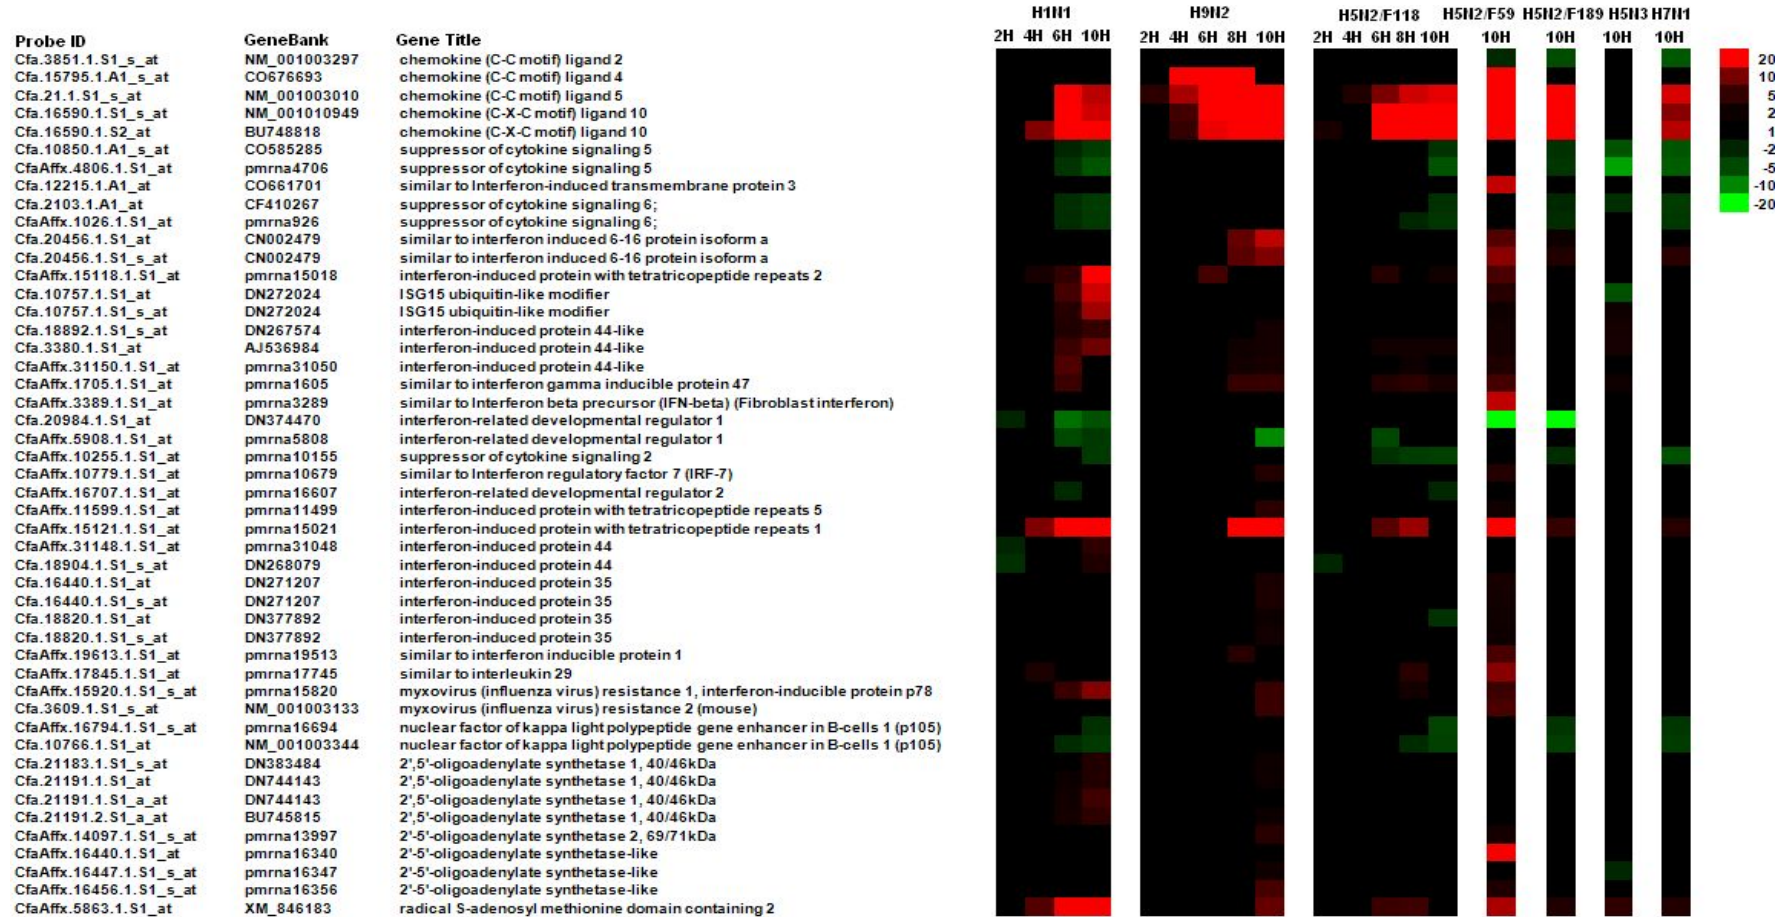 H1N1 H9N2 H5N2/F118 H5N2/F59 H5N2/F189 H5N3 H7N1
Probe ID GeneBank Gene Title 2H 4H 6H 10H 2H 4H 6H 8H 10H 2H 4H 6H 8H 10H 10H 10H 10H 10H
Cfa.3851.1.S1_s_at NM_001003297 chemokine (C-C motif) ligand 2
Cfa.15795.1.A1_s_at CO676693 chemokine (C-C motif) ligand 4
Cfa.21.1.S1_s_at NM_001003010 chemokine (C-C motif) ligand 5
Cfa.16590.1.S1_s_at NM_001010949 chemokine (C-X-C motif) ligand 10
Cfa.16590.1.S2_at BU748818 chemokine (C-X-C motif) ligand 10
Cfa.10850.1.A1_s_at CO585285 suppressor of cytokine signaling 5
CfaAffx.4806.1.S1_at pmrna4706 suppressor of cytokine signaling 5
Cfa.12215.1.A1_at CO661701 similar to Interferon-induced transmembrane protein 3
Cfa.2103.1.A1_at CF410267 suppressor of cytokine signaling 6;
CfaAffx.1026.1.S1_at pmrna926 suppressor of cytokine signaling 6;
Cfa.20456.1.S1_at CN002479 similar to interferon induced 6-16 protein isoform a
Cfa.20456.1.S1_s_at CN002479 similar to interferon induced 6-16 protein isoform a
CfaAffx.15118.1.S1_at pmrna15018 interferon-induced protein with tetratricopeptide repeats 2
Cfa.10757.1.S1_at DN272024 ISG15 ubiquitin-like modifier
Cfa.10757.1.S1_s_at DN272024 ISG15 ubiquitin-like modifier
Cfa.18892.1.S1_s_at DN267574 interferon-induced protein 44-like
Cfa.3380.1.S1_at AJ536984 interferon-induced protein 44-like
CfaAffx.31150.1.S1_at pmrna31050 interferon-induced protein 44-like
CfaAffx.1705.1.S1_at pmrna1605 similar to interferon gamma inducible protein 47
CfaAffx.3389.1.S1_at pmrna3289 similar to Interferon beta precursor (IFN-beta) (Fibroblast interferon)
Cfa.20984.1.S1_at DN374470 interferon-related developmental regulator 1
CfaAffx.5908.1.S1_at pmrna5808 interferon-related developmental regulator 1
CfaAffx.10255.1.S1_at pmrna10155 suppressor of cytokine signaling 2
CfaAffx.10779.1.S1_at pmrna10679 similar to Interferon regulatory factor 7 (IRF-7)
CfaAffx.16707.1.S1_at pmrna16607 interferon-related developmental regulator 2
CfaAffx.11599.1.S1_at pmrna11499 interferon-induced protein with tetratricopeptide repeats 5
CfaAffx.15121.1.S1_at pmrna15021 interferon-induced protein with tetratricopeptide repeats 1
CfaAffx.31148.1.S1_at pmrna31048 interferon-induced protein 44
Cfa.18904.1.S1_s_at DN268079 interferon-induced protein 44
Cfa.16440.1.S1_at DN271207 interferon-induced protein 35
Cfa.16440.1.S1_s_at DN271207 interferon-induced protein 35
Cfa.18820.1.S1_at DN377892 interferon-induced protein 35
Cfa.18820.1.S1_s_at DN377892 interferon-induced protein 35
CfaAffx.19613.1.S1_at pmrna19513 similar to interferon inducible protein 1
CfaAffx.17845.1.S1_at pmrna17745 similar to interleukin 29
CfaAffx.15920.1.S1_s_at pmrna15820 myxovirus (influenza virus) resistance 1, interferon-inducible protein p78
Cfa.3609.1.S1_s_at NM_001003133 myxovirus (influenza virus) resistance 2 (mouse)
CfaAffx.16794.1.S1_s_at pmrna16694 nuclear factor of kappa light polypeptide gene enhancer in B-cells 1 (p105)
Cfa.10766.1.S1_at NM_001003344 nuclear factor of kappa light polypeptide gene enhancer in B-cells 1 (p105)
Cfa.21183.1.S1_s_at DN383484 2',5'-oligoadenylate synthetase 1, 40/46kDa
Cfa.21191.1.S1_at DN744143 2',5'-oligoadenylate synthetase 1, 40/46kDa
Cfa.21191.1.S1_a_at DN744143 2',5'-oligoadenylate synthetase 1, 40/46kDa
Cfa.21191.2.S1_a_at BU745815 2',5'-oligoadenylate synthetase 1, 40/46kDa
CfaAffx.14097.1.S1_s_at pmrna13997 2'-5'-oligoadenylate synthetase 2, 69/71kDa
CfaAffx.16440.1.S1_at pmrna16340 2'-5'-oligoadenylate synthetase-like
CfaAffx.16447.1.S1_s_at pmrna16347 2'-5'-oligoadenylate synthetase-like
CfaAffx.16456.1.S1_s_at pmrna16356 2'-5'-oligoadenylate synthetase-like
CfaAffx.5863.1.S1_at XM_846183 radical S-adenosyl methionine domain containing 2
20
10
5
2
1
-2
-5
-10
-20